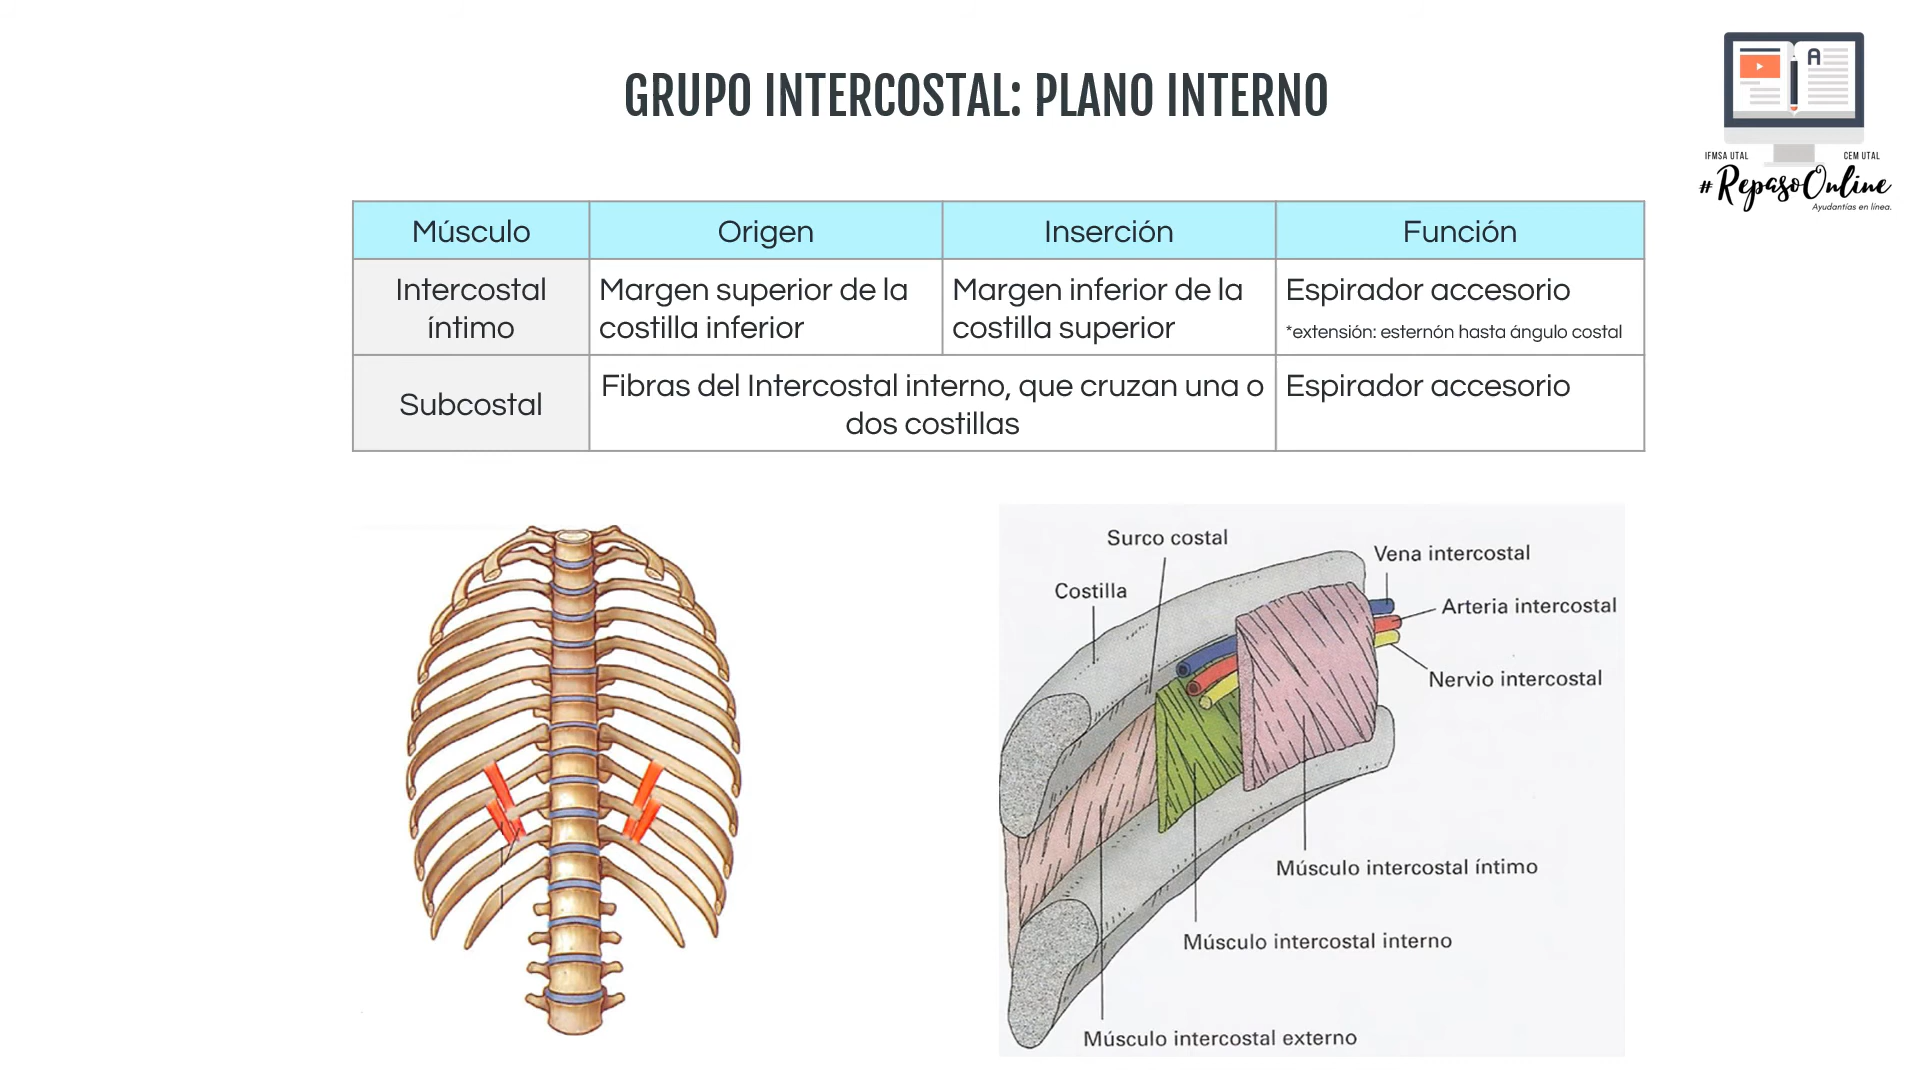 GRUPO INTERCOSTAL: PLANO INTERNO
A
IFMSA UTAL
CEM UTAL
#RepasoOnline
Ayudantías en línea.
Músculo
Origen
Inserción
Función
Intercostal
íntimo
Margen superior de la
costilla inferior
Margen inferior de la
costilla superior
Espirador accesorio
*extensión: esternón hasta ángulo costal
Subcostal
Fibras del Intercostal interno, que cruzan una o
dos costillas
Espirador accesorio
Surco costal
Vena intercostal
Costilla
Arteria intercostal
Nervio intercostal
Músculo intercostal íntimo
Músculo intercostal interno
Músculo intercostal externo